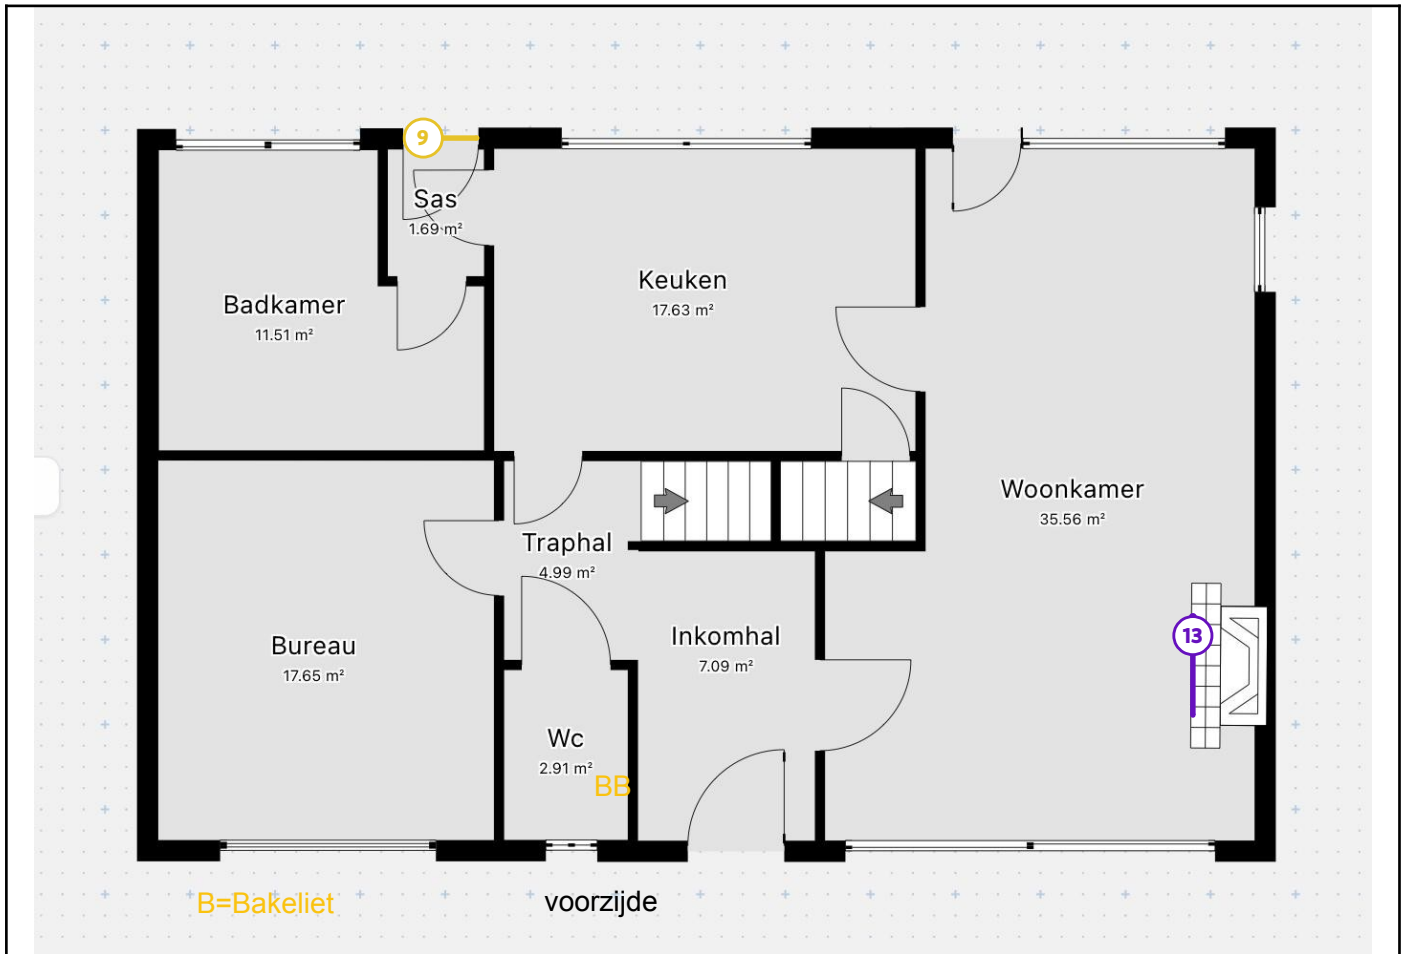 9
Sas
1.69 m²
Keuken
17.63 m²
Badkamer
11.51 m²
Woonkamer
35.56 m²
Traphal
4.99 m²
Inkomhal
7.09 m²
13
Bureau
17.65 m²
Wc
2.91 m²
BB
B=Bakeliet
voorzijde